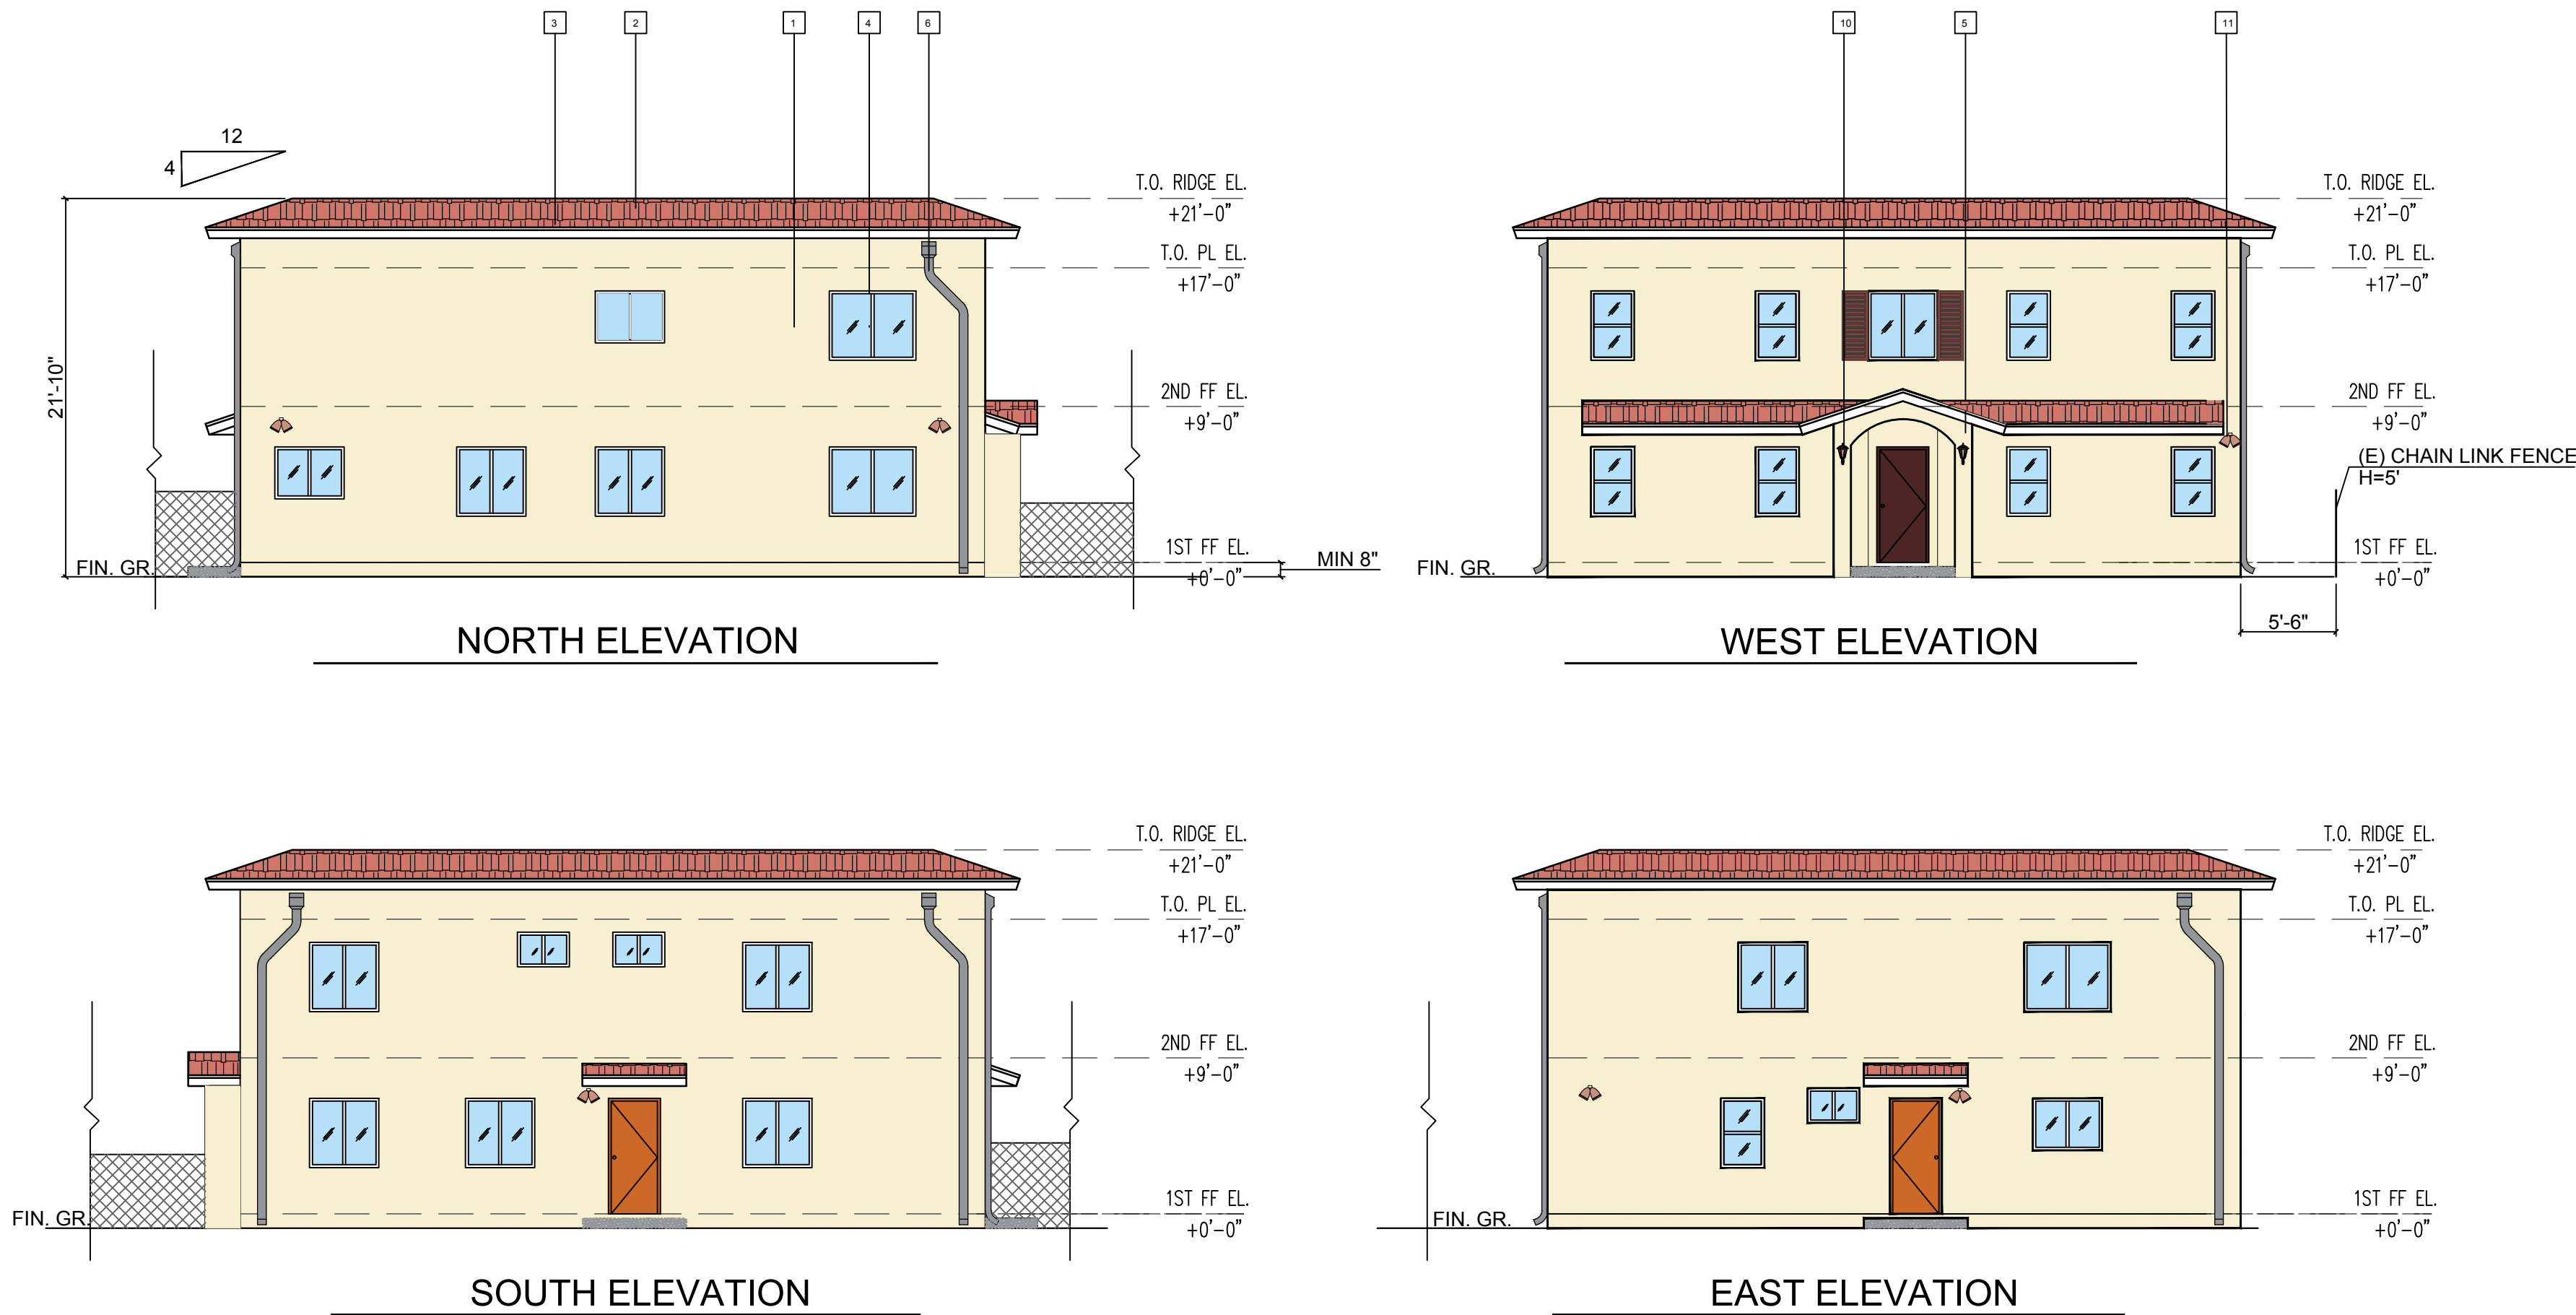 3
2
1
4
6
12
4
21'-10"
T.O. RIDGE EL.
+21'-0"
T.O. PL EL.
+17'-0"
2ND FF EL.
+9'-0"
1ST FF EL.
+0'-0"
MIN 8"
FIN. GR.
NORTH ELEVATION
10
5
11
T.O. RIDGE EL.
+21'-0"
T.O. PL EL.
+17'-0"
2ND FF EL.
+9'-0"
(E) CHAIN LINK FENCE
H=5'
1ST FF EL.
+0'-0"
FIN. GR.
5'-6"
WEST ELEVATION
T.O. RIDGE EL.
+21'-0"
T.O. PL EL.
+17'-0"
2ND FF EL.
+9'-0"
1ST FF EL.
+0'-0"
FIN. GR.
SOUTH ELEVATION
T.O. RIDGE EL.
+21'-0"
T.O. PL EL.
+17'-0"
2ND FF EL.
+9'-0"
1ST FF EL.
+0'-0"
FIN. GR.
EAST ELEVATION